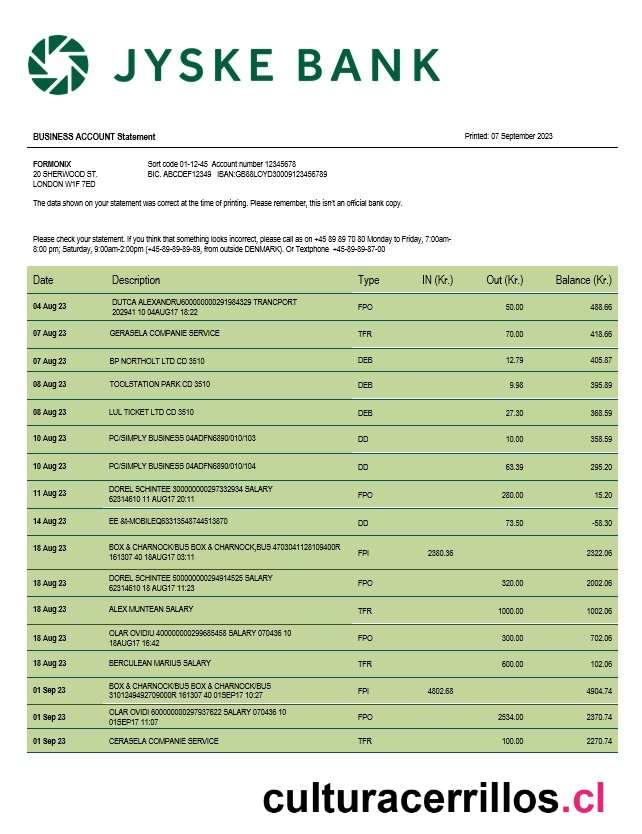 JYSKE BANK
BUSINESS ACCOUNT Statement Printed: 07 September 2023
FORMONIX Sort code 01-12-45 Account number 12345678
20 SHERWOOD ST. BIC. ABCDEF12349 IBAN:GB88LOYD30009123456789
LONDON W1F 7ED
The data shown on your statement was correct at the time of printing. Please remember, this isn't an official bank copy.
Please check your statement. If you think that something looks incorrect, please call as on +45 89 89 70 80 Monday to Friday, 7:00am-
8:00 pm; Saturday, 9:00am-2:00pm (+45-89-89-89-89, from outside DENMARK). Or Textphone +45-89-89-87-00
Date Description Type IN (Kr.) Out (Kr.) Balance (Kr.)
04 Aug 23 DUTCA ALEXANDRU600000000291984329 TRANCPORT
202941 10 04AUG17 18:22 FPO 50.00 488.66
07 Aug 23 GERASELA COMPANIE SERVICE TFR 70.00 418.66
07 Aug 23 BP NORTHOLT LTD CD 3510 DEB 12.79 405.87
08 Aug 23 TOOLSTATION PARK CD 3510 DEB 9.98 395.89
08 Aug 23 LUL TICKET LTD CD 3510 DEB 27.30 368.59
10 Aug 23 PC/SIMPLY BUSINESS 04ADFN6890/010/103 DD 10.00 358.59
10 Aug 23 PC/SIMPLY BUSINESS 04ADFN6890/010/104 DD 63.39 295.20
11 Aug 23 DOREL SCHINTEE 300000000297332934 SALARY
62314610 11 AUG17 20:11 FPO 280.00 15.20
14 Aug 23 EE &t-MOBILEQ63313548744513870 DD 73.50 -58.30
18 Aug 23 BOX & CHARNOCK/BUS BOX & CHARNOCK,BUS 4703041128109400R
161307 40 18AUG17 03:11 FPI 2380.36 2322.06
18 Aug 23 DOREL SCHINTEE 500000000294914525 SALARY
62314610 18 AUG17 11:23 FPO 320.00 2002.06
18 Aug 23 ALEX MUNTEAN SALARY TFR 1000.00 1002.06
18 Aug 23 OLAR OVIDIU 400000000299685458 SALARY 070436 10
18AUG17 16:42 FPO 300.00 702.06
18 Aug 23 BERCULEAN MARIUS SALARY TFR 600.00 102.06
01 Sep 23 BOX & CHARNOCK/BUS BOX & CHARNOCK/BUS
3101249492709000R 161307 40 01SEP17 10:27 FPI 4802.68 4904.74
01 Sep 23 OLAR OVIDI 600000000297937622 SALARY 070436 10
01SEP17 11:07 FPO 2534.00 2370.74
01 Sep 23 CERASELA COMPANIE SERVICE TFR 100.00 2270.74
culturacerrillos.cl